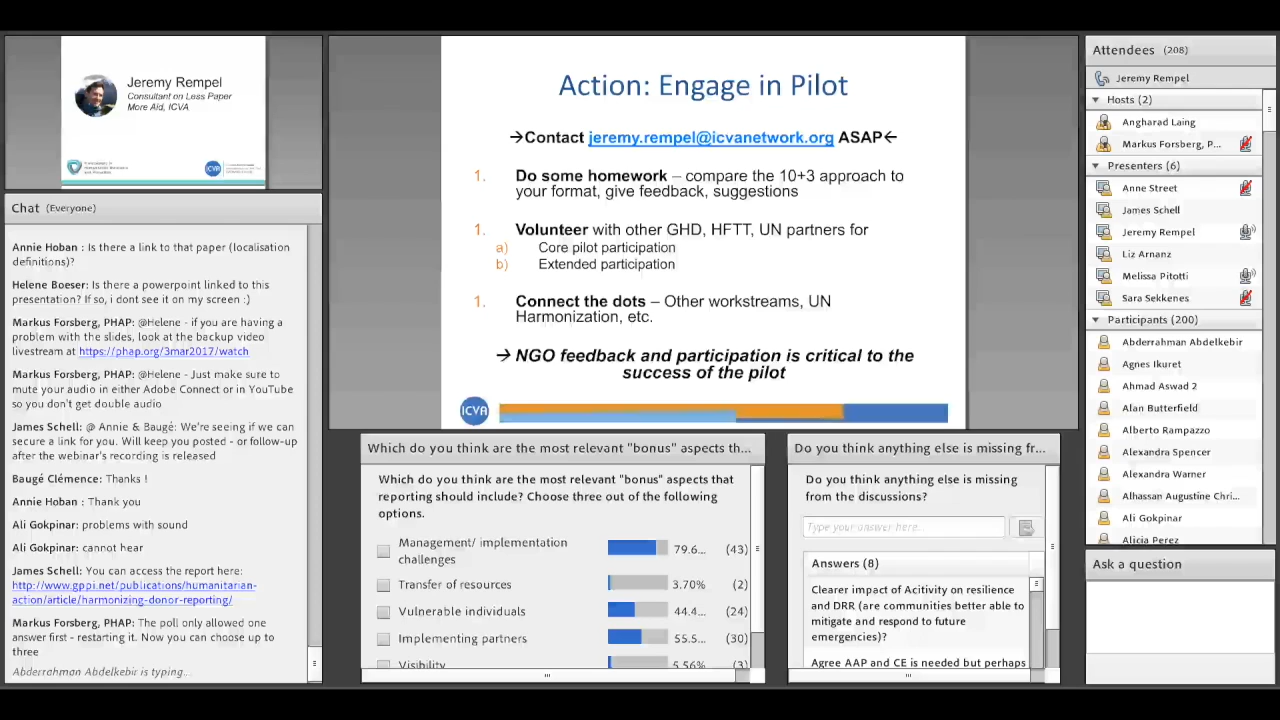 Jeremy Rempel
Consultant on Less Paper
More Aid, ICVA
Chat (Everyone)
Annie Hoban : Is there a link to that paper (localisation
definitions)?
Helene Boeser: Is there a powerpoint linked to this
presentation? If so, i dont see it on my screen :)
Markus Forsberg, PHAP: @Helene - if you are having a
problem with the slides, look at the backup video
livestream at https://phap.org/3mar2017/watch
Markus Forsberg, PHAP: @Helene - Just make sure to
mute your audio in either Adobe Connect or in YouTube
so you don't get double audio
James Schell: @ Annie & Baugé: We're seeing if we can
secure a link for you. Will keep you posted - or follow-up
after the webinar's recording is released
Baugé Clémence: Thanks !
Annie Hoban : Thank you
Ali Gokpinar: problems with sound
Ali Gokpinar: cannot hear
James Schell: You can access the report here:
http://www.gppi.net/publications/humanitarian-
action/article/harmonizing-donor-reporting/
Markus Forsberg, PHAP: The poll only allowed one
answer first - restarting it. Now you can choose up to
three
Abderrahman Abdelkebir is typing...
Action: Engage in Pilot
→Contact jeremy.rempel@icvanetwork.org ASAP←
1. Do some homework – compare the 10+3 approach to
your format, give feedback, suggestions
1. Volunteer with other GHD, HFTT, UN partners for
a) Core pilot participation
b) Extended participation
1. Connect the dots – Other workstreams, UN
Harmonization, etc.
→ NGO feedback and participation is critical to the
success of the pilot
ICVA
Which do you think are the most relevant "bonus" aspects th...
Which do you think are the most relevant "bonus" aspects that
reporting should include? Choose three out of the following
options.
Management/ implementation
challenges
79.6... (43)
Transfer of resources 3.70% (2)
Vulnerable individuals 44.4... (24)
Implementing partners 55.5... (30)
Visibility 5.56% (3)
Do you think anything else is missing fr...
Do you think anything else is missing
from the discussions?
Type your answer here...
Answers (8)
Clearer impact of Acitivity on resilience
and DRR (are communities better able to
mitigate and respond to future
emergencies)?
Agree AAP and CE is needed but perhaps
Attendees (208)
Jeremy Rempel
Hosts (2)
Angharad Laing
Markus Forsberg, P...
Presenters (6)
Anne Street
James Schell
Jeremy Rempel
Liz Arnanz
Melissa Pitotti
Sara Sekkenes
Participants (200)
Abderrahman Abdelkebir
Agnes Ikuret
Ahmad Aswad 2
Alan Butterfield
Alberto Rampazzo
Alexandra Spencer
Alexandra Warner
Alhassan Augustine Chri...
Ali Gokpinar
Alicia Perez
Ask a question